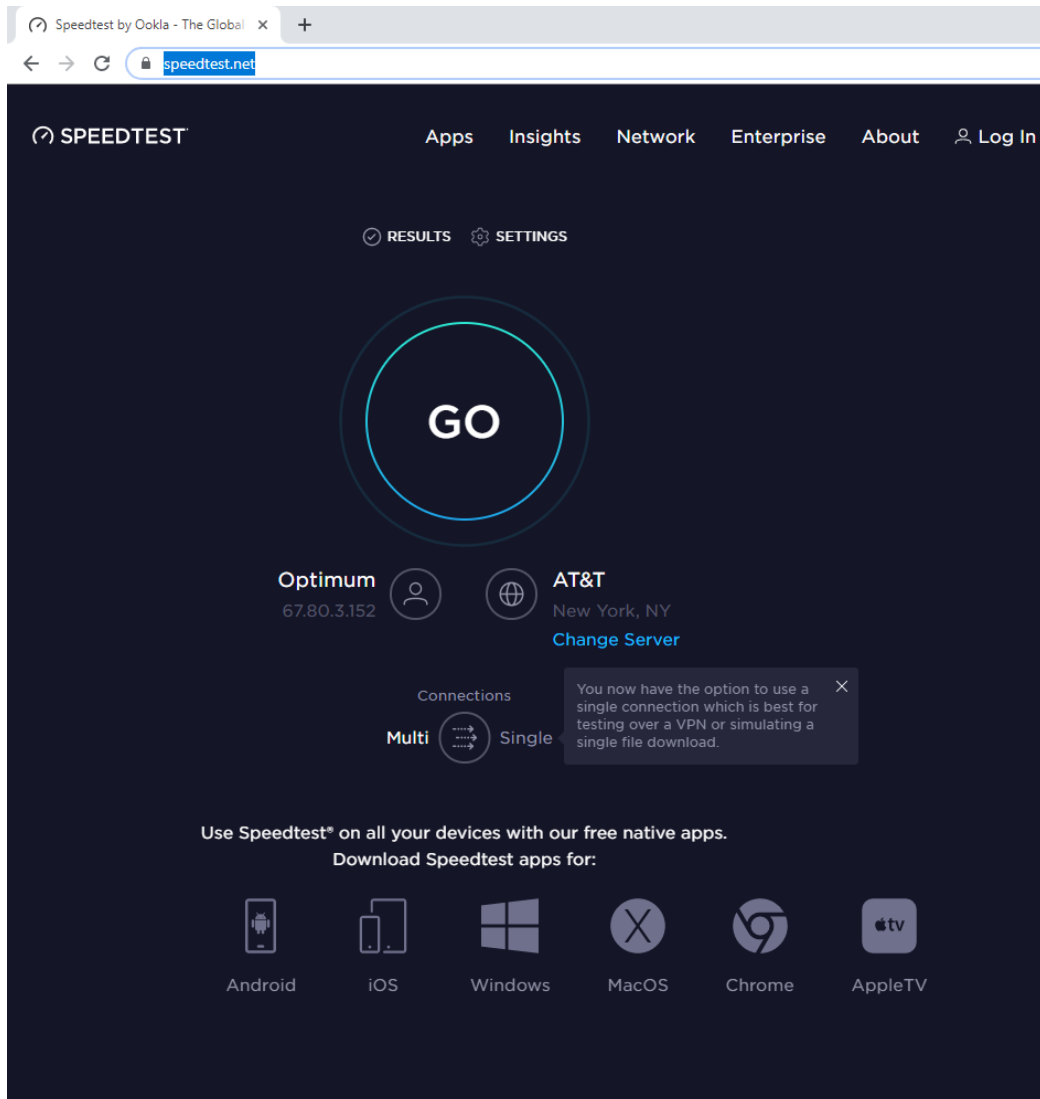 Speedtest by Ookla - The Global
speedtest.net
SPEEDTEST
Apps Insights Network Enterprise About Log In
RESULTS SETTINGS
GO
Optimum
67.80.3.152
AT&T
New York, NY
Change Server
Connections
Multi
Single
You now have the option to use a
single connection which is best for
testing over a VPN or simulating a
single file download.
Use Speedtest® on all your devices with our free native apps.
Download Speedtest apps for:
X
tv
Android iOS Windows MacOS Chrome AppleTV